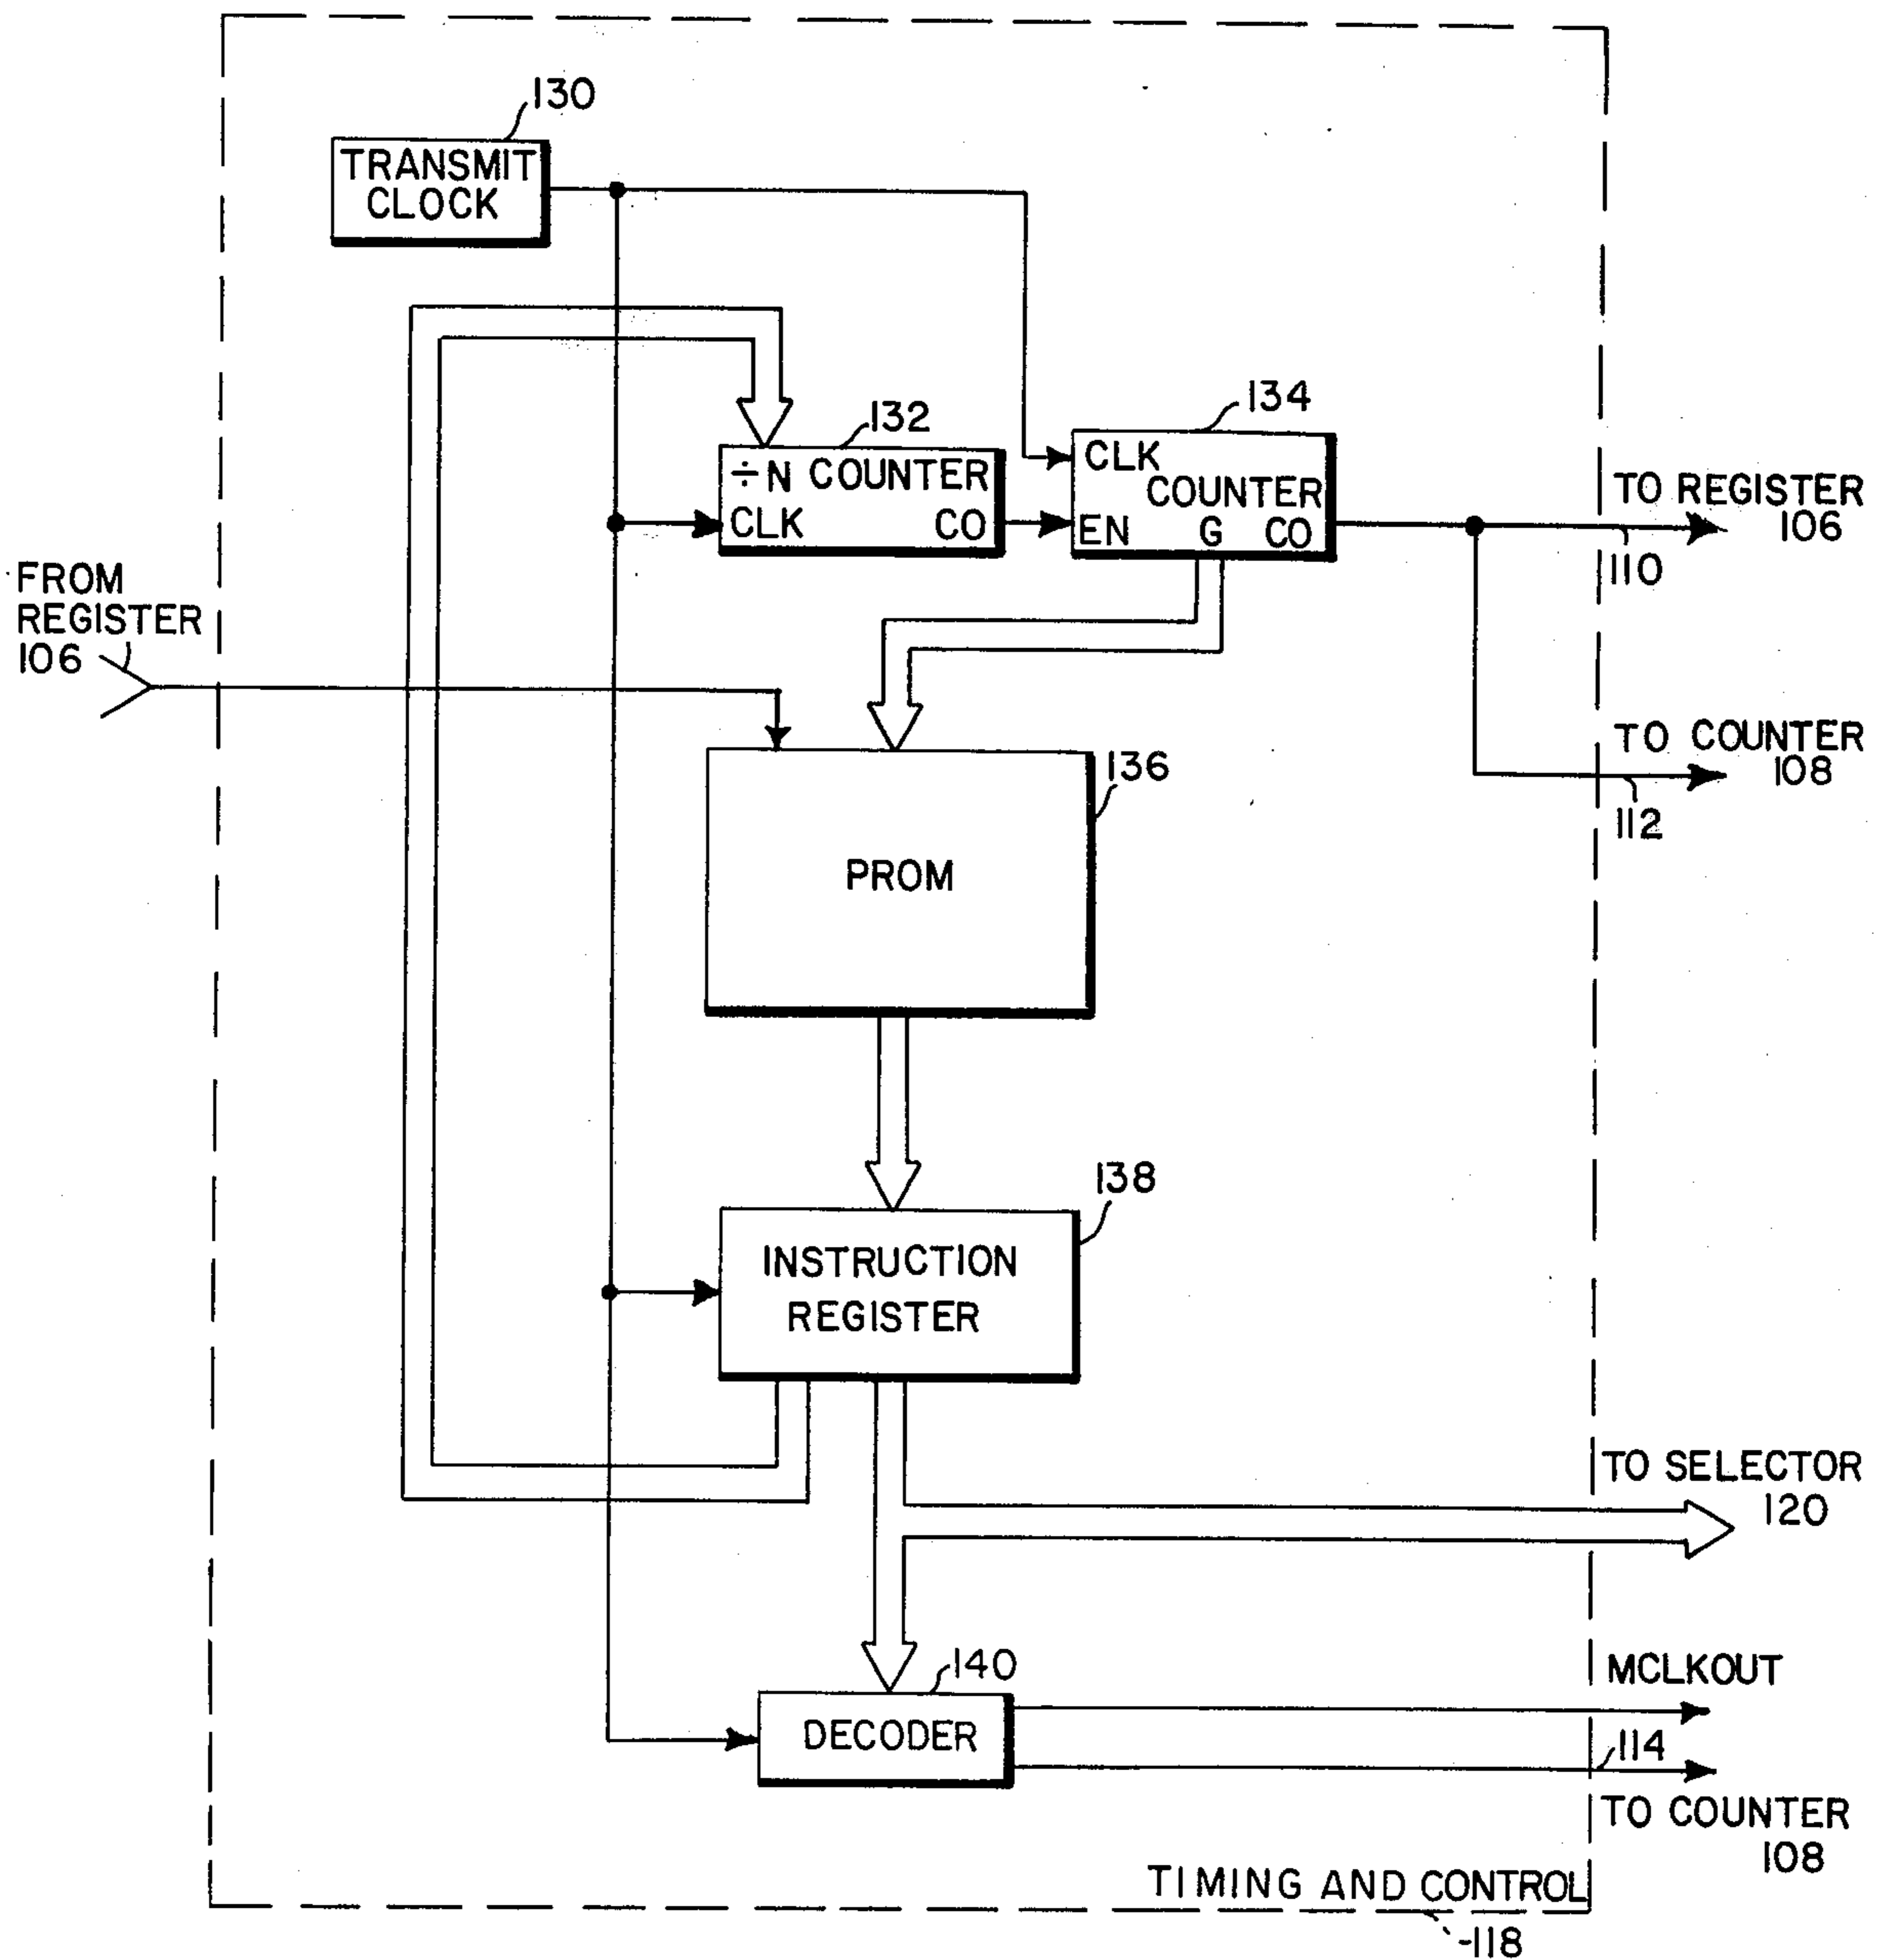 130
TRANSMIT
CLOCK
132
÷N COUNTER
CLK CO
134
CLK
COUNTER
EN G CO
TO REGISTER
106
110
FROM
REGISTER
106
TO COUNTER
108
112
136
PROM
138
INSTRUCTION
REGISTER
TO SELECTOR
120
140
DECODER
MCLKOUT
114
TO COUNTER
108
TIMING AND CONTROL
118